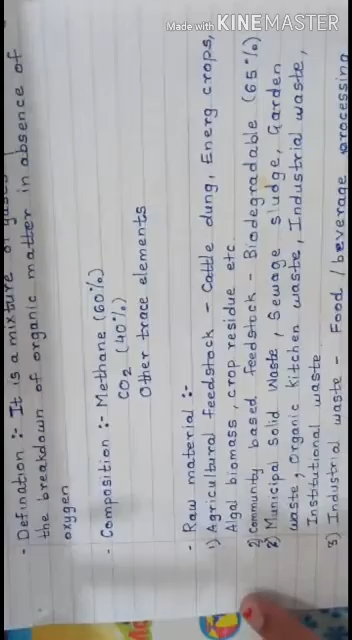 Made with KINEMASTER
- Defination :- It is a mixture of gases
the breakdown of organic matter in absence of
oxygen
- Composition :- Methane (60%)
CO2 (40%)
Other trace elements
- Raw material :-
1) Agricultural feedstock - Cattle dung, Energ crops,
Algal biomass, crop residue etc.
2) Community based feedstock - Biodegradable (65%)
2) Municipal Solid Waste, Sewage sludge, Garden
waste, Organic kitchen waste, Industrial waste,
Institutional waste
3) Industrial waste - Food / beverage processing